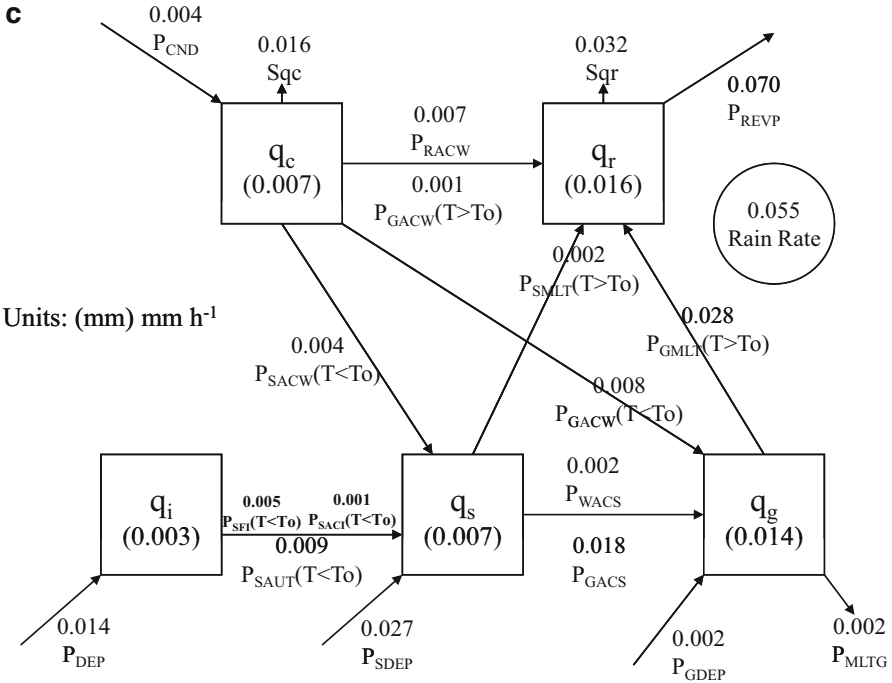 c
0.004
P_CND
0.016
Sqc
0.032
Sqr
0.070
P_REVP
q_c
(0.007)
0.007
P_RACW
0.001
P_GACW(T>To)
q_r
(0.016)
0.055
Rain Rate
0.002
P_SMLT(T>To)
Units: (mm) mm h-1
0.004
P_SACW(T<To)
0.028
P_GMLT(T>To)
0.008
P_GACW(T<To)
q_i
(0.003)
0.005 0.001
P_SFI(T<To) P_SACI(T<To)
0.009
P_SAUT(T<To)
q_s
(0.007)
0.002
P_WACS
0.018
P_GACS
q_g
(0.014)
0.014
P_DEP
0.027
P_SDEP
0.002
P_GDEP
0.002
P_MLTG